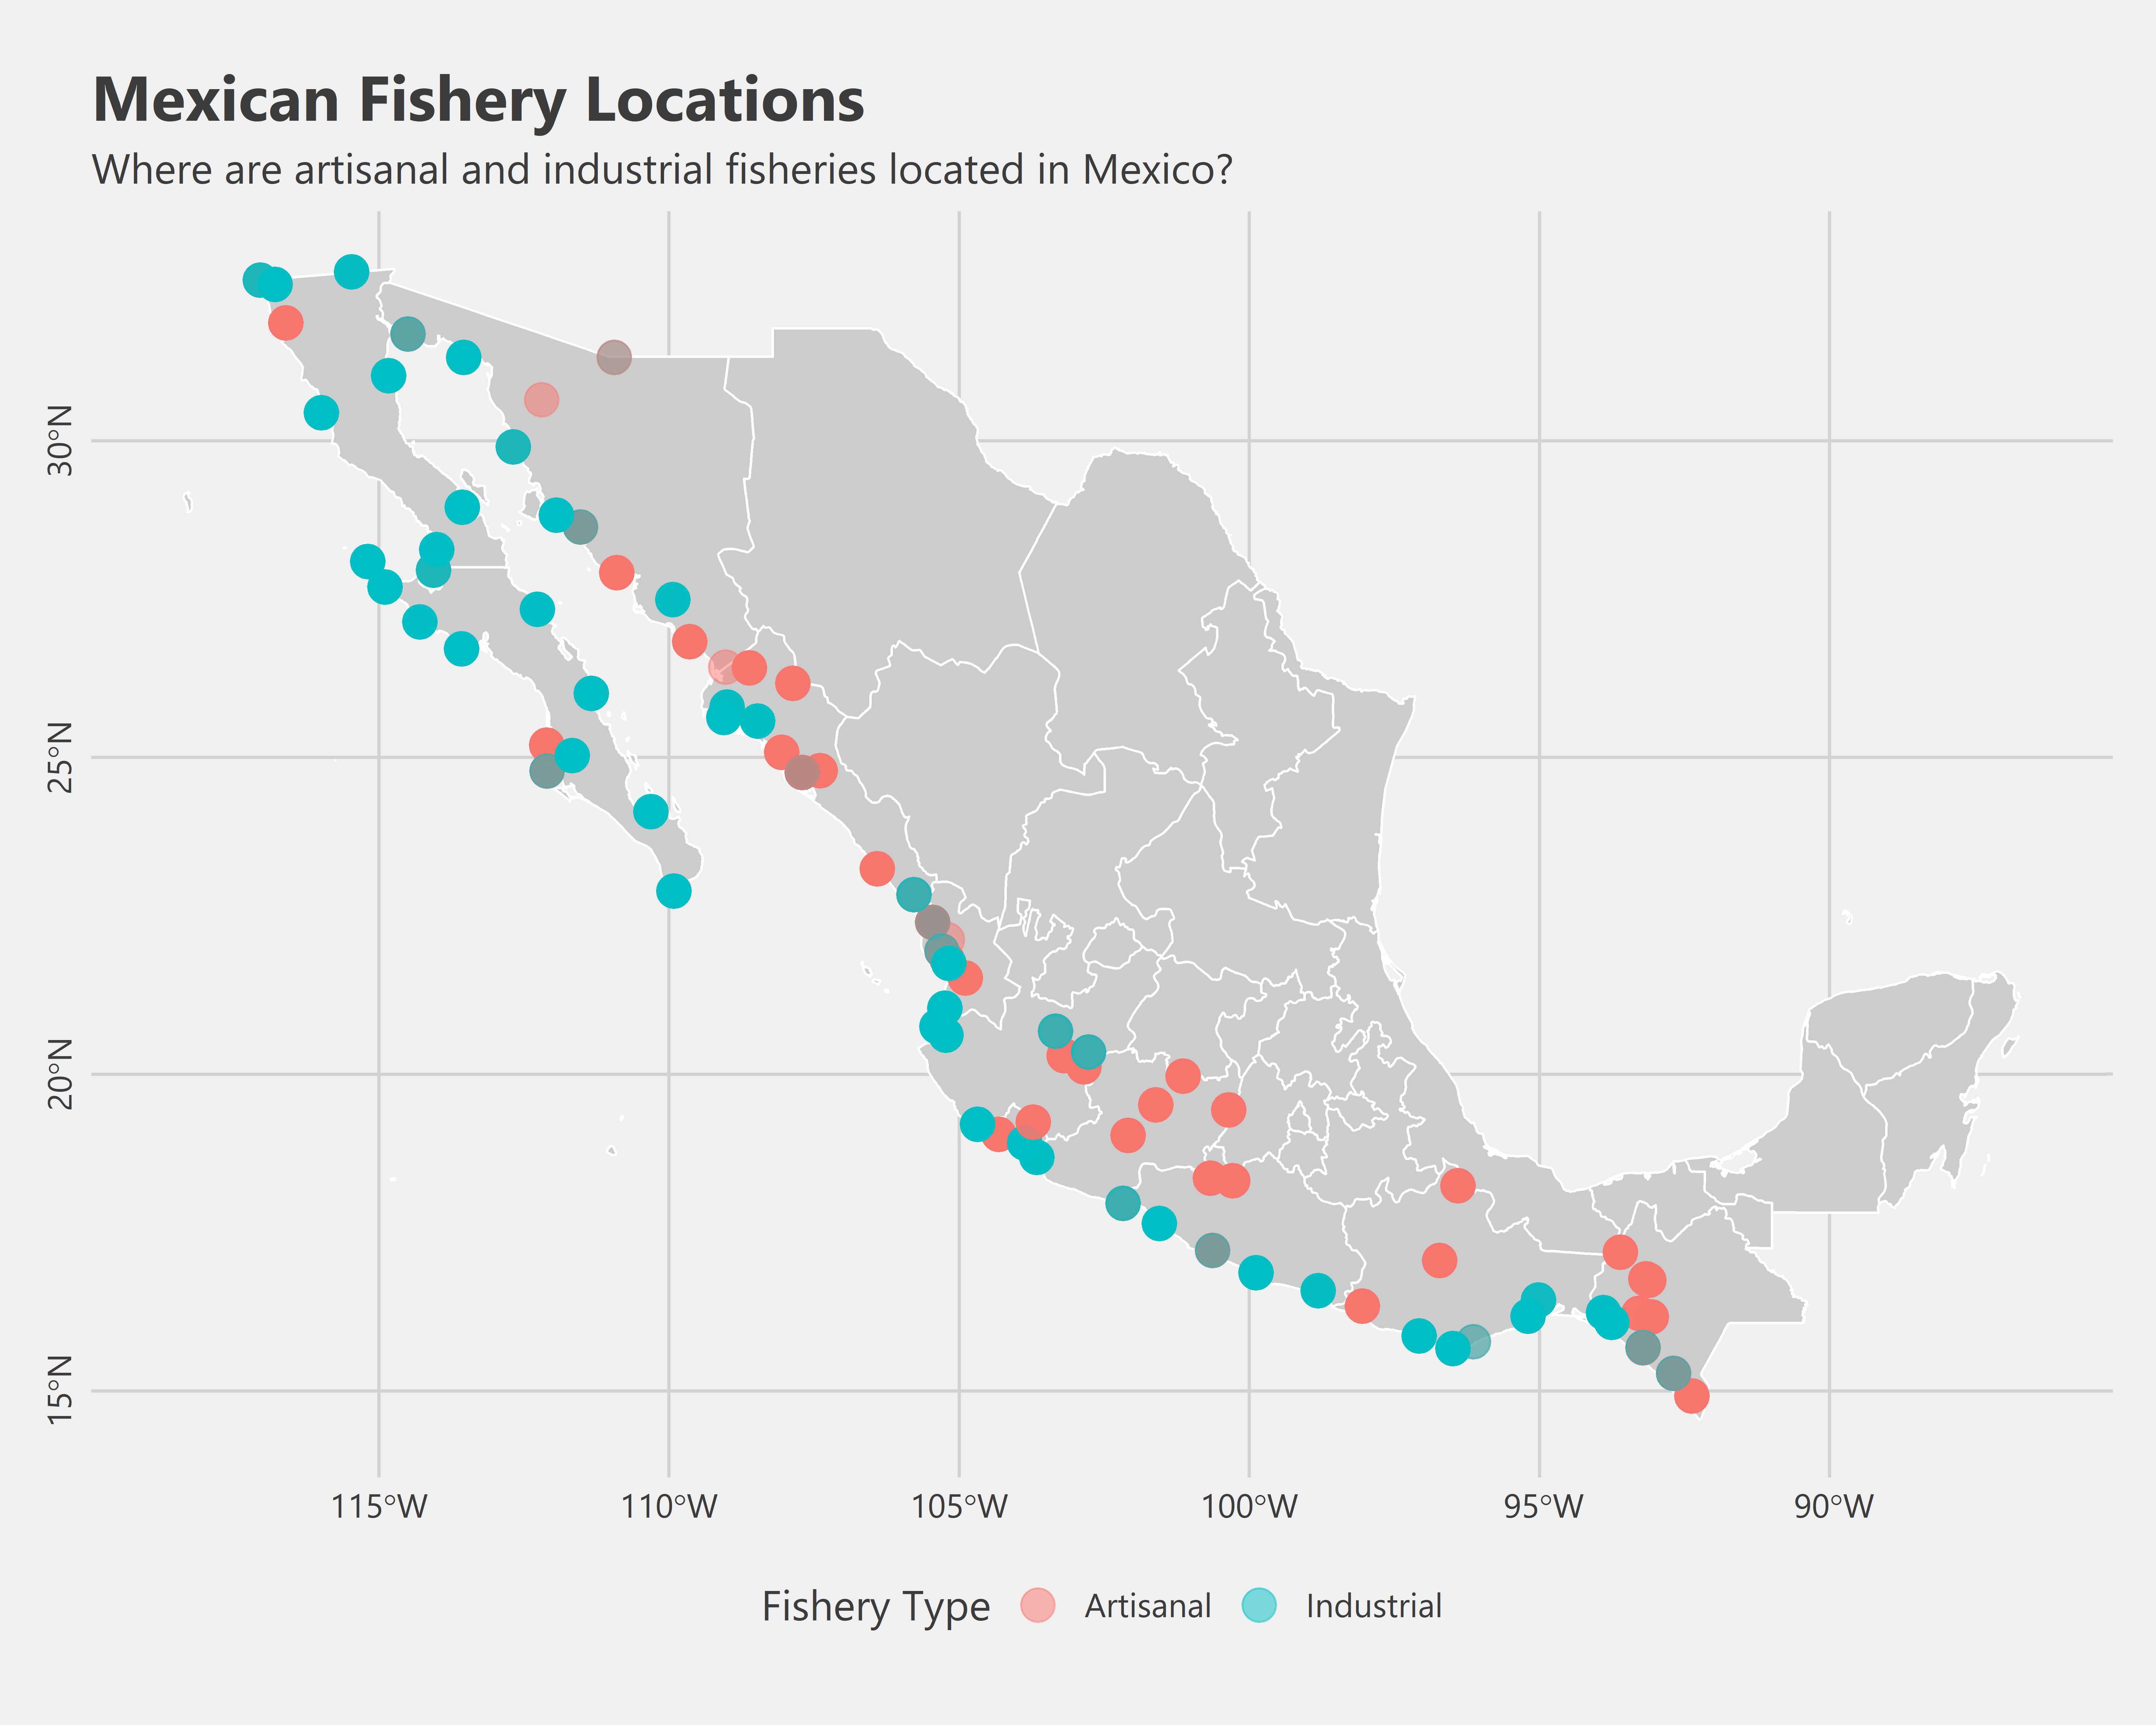 Mexican Fishery Locations
Where are artisanal and industrial fisheries located in Mexico?
30°N
25°N
20°N
15°N
115°W 110°W 105°W 100°W 95°W 90°W
Fishery Type Artisanal Industrial